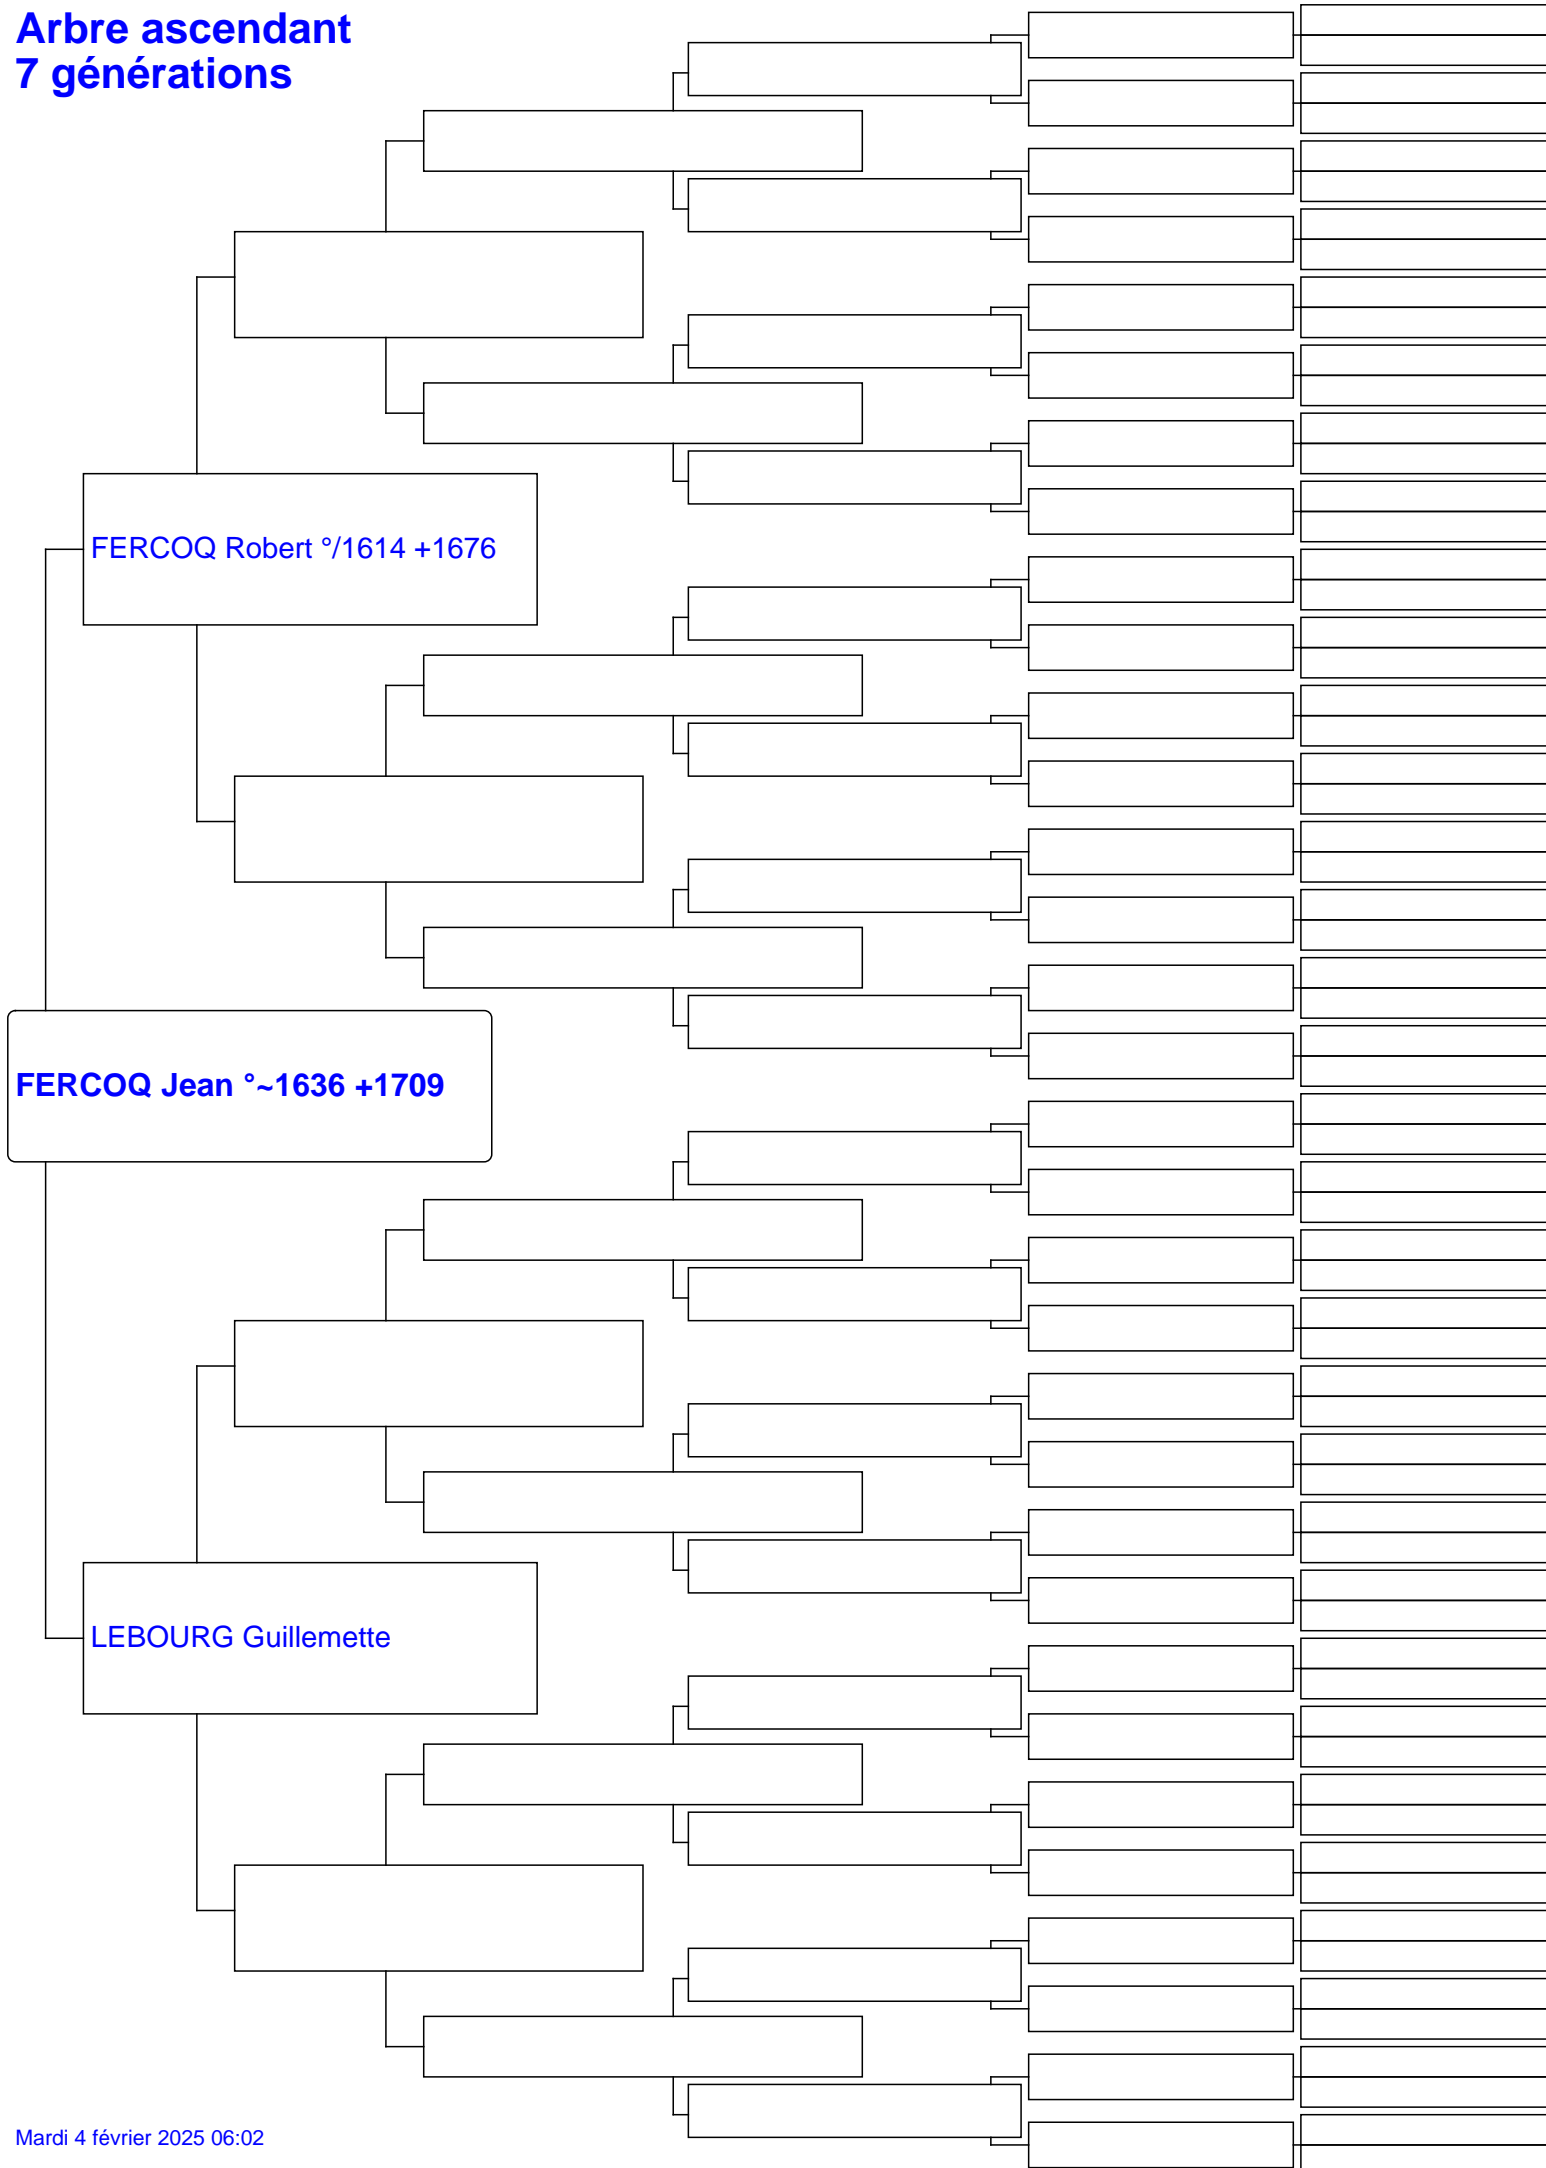 Arbre ascendant
7 générations
FERCOQ Robert °/1614 +1676
FERCOQ Jean °~1636 +1709
LEBOURG Guillemette
Mardi 4 février 2025 06:02